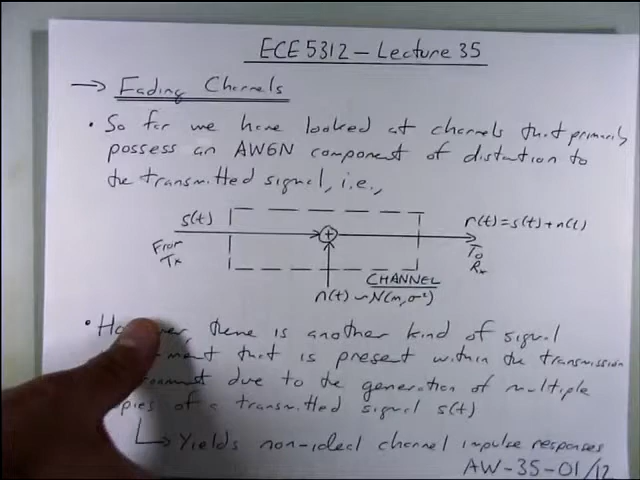 ECE 5312 — Lecture 35
→ Fading Channels
• So far we have looked at channels that primarily
possess an AWGN component of distortion to
the transmitted signal, i.e.,
s(t)
r(t)=s(t)+n(t)
From
Tx
+
To
Rx
CHANNEL
n(t)~N(m,σ²)
• However, there is another kind of signal
that is present within the transmission
due to the generation of multiple
copies of a transmitted signal s(t)
↳ Yields non-ideal channel impulse responses
AW-35-01/12